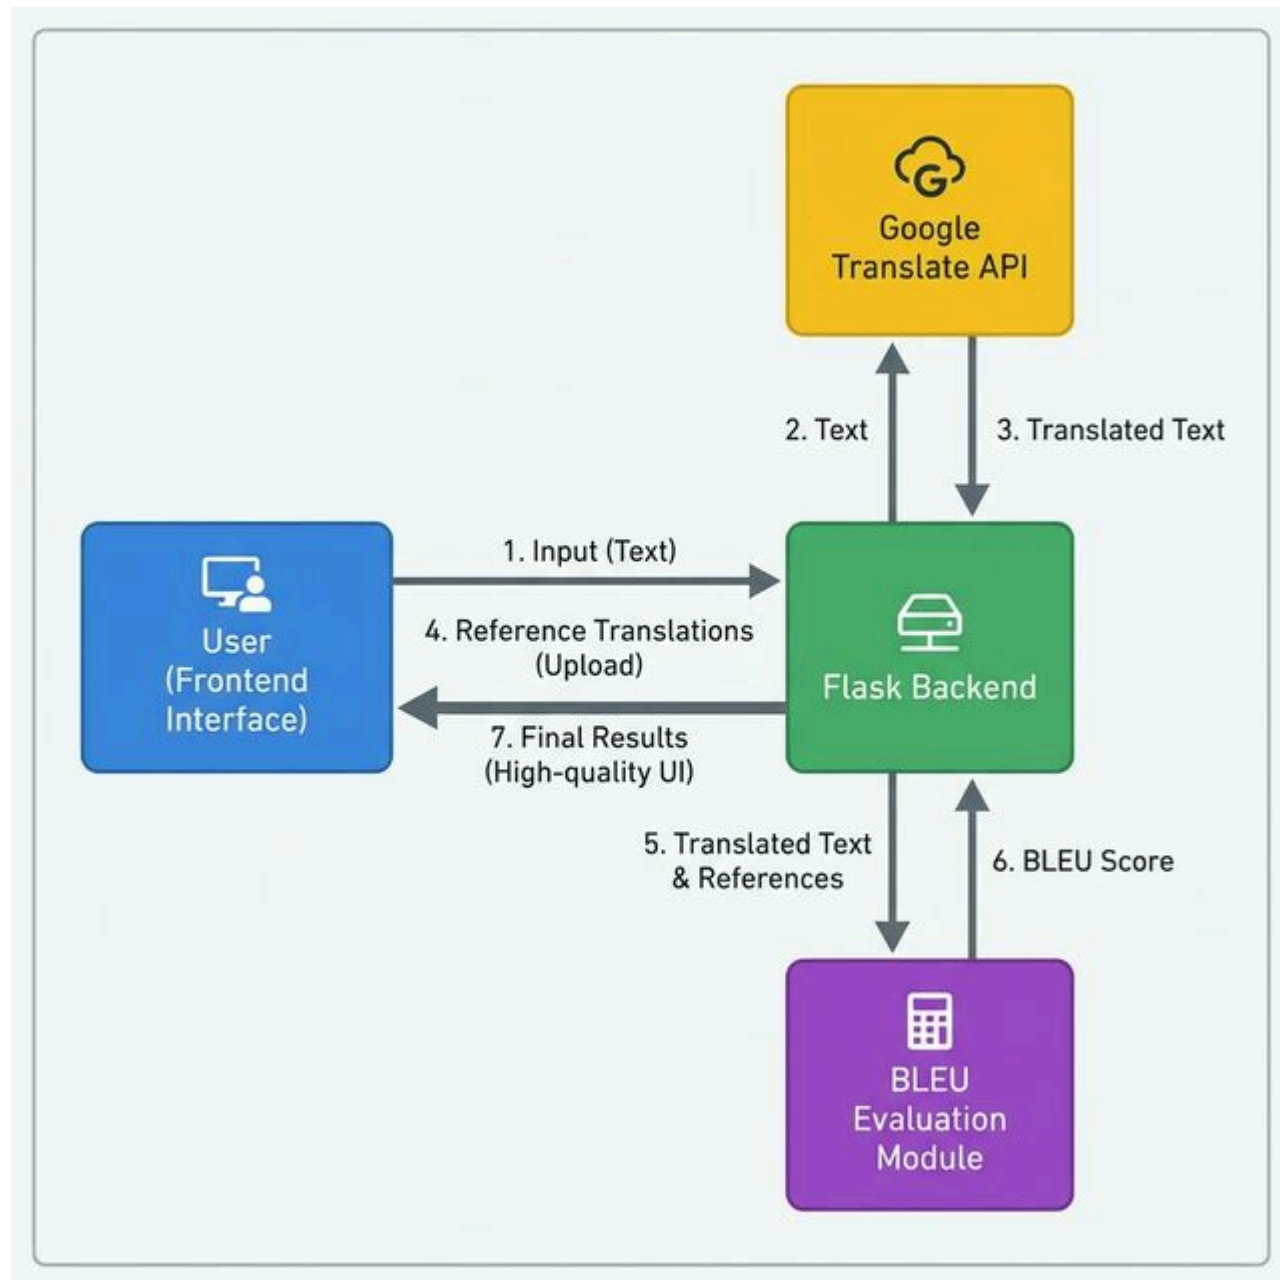 Google
Translate API
2. Text
3. Translated Text
1. Input (Text)
4. Reference Translations
(Upload)
User
(Frontend
Interface)
Flask Backend
7. Final Results
(High-quality UI)
5. Translated Text
& References
6. BLEU Score
BLEU
Evaluation
Module